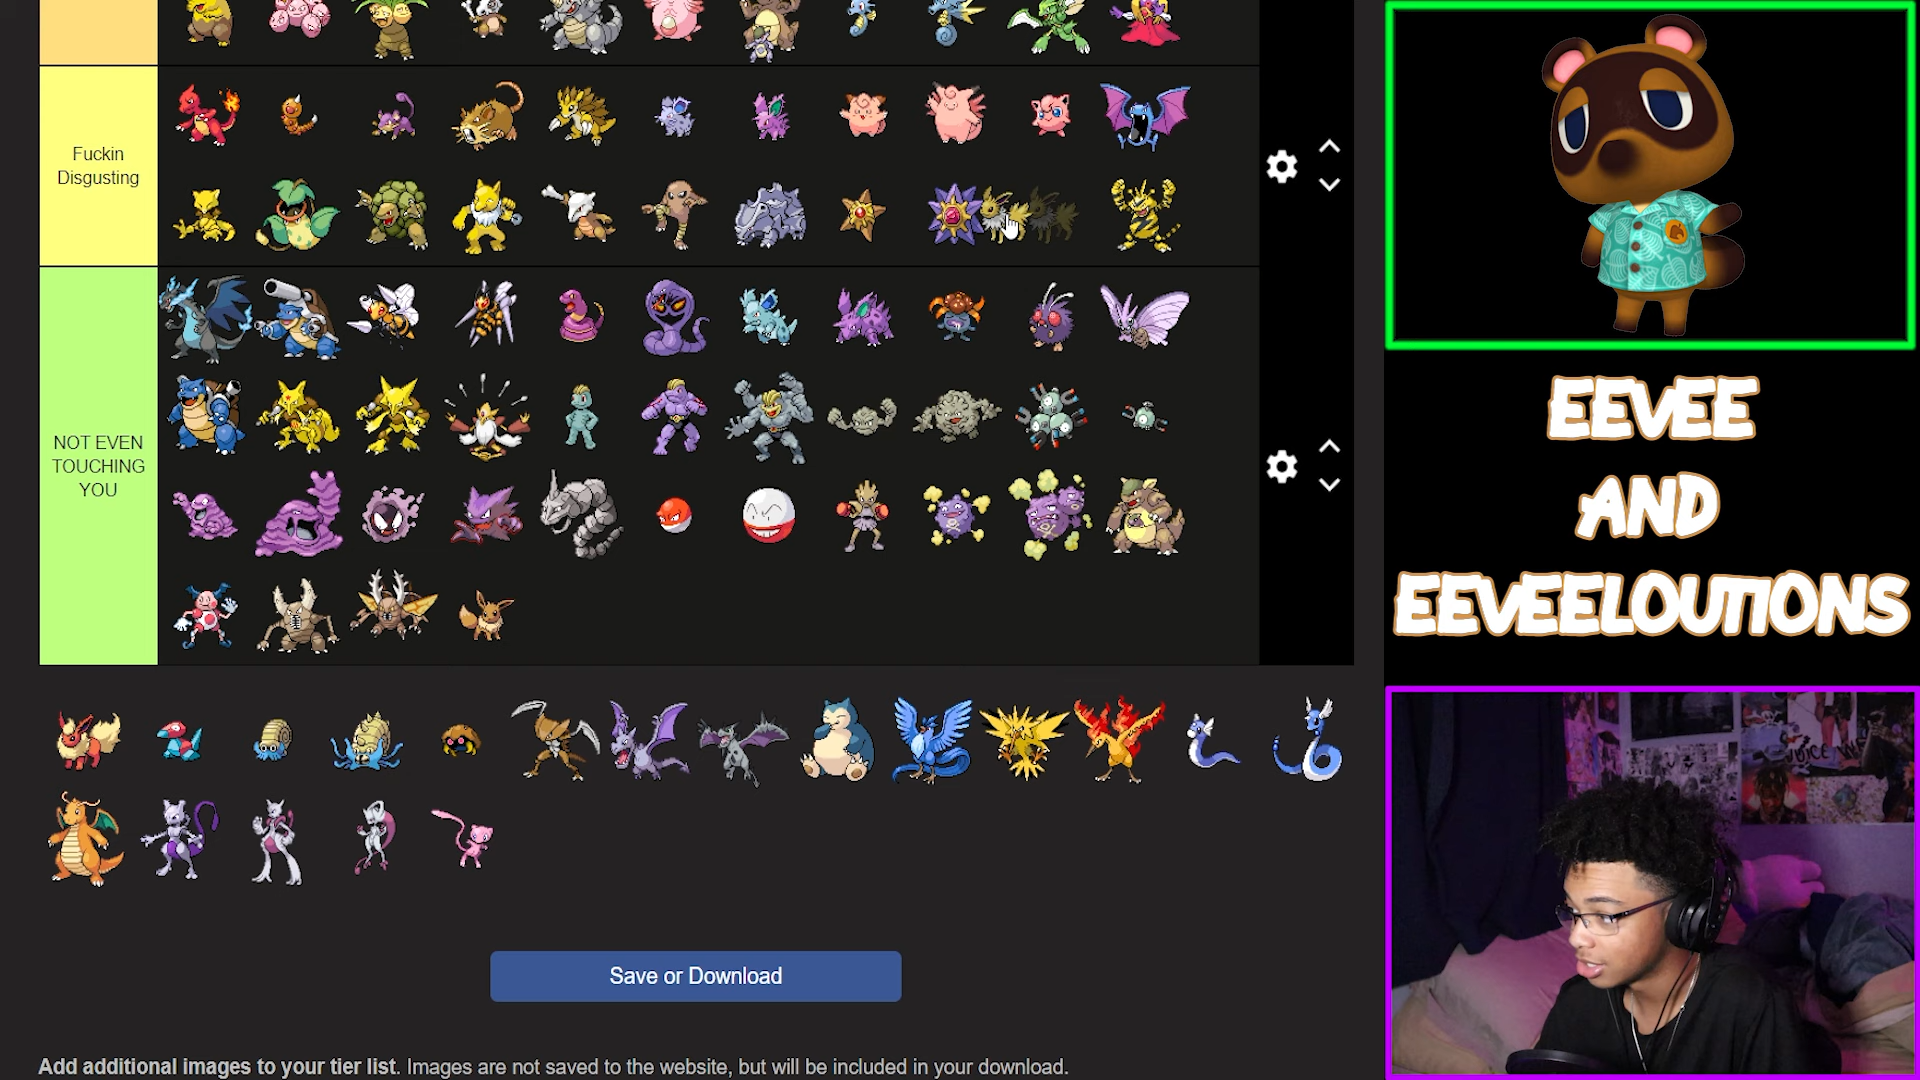 Fuckin
Disgusting
NOT EVEN
TOUCHING
YOU
EEVEE
AND
EEVEELOUTIONS
JUICE
Save or Download
Add additional images to your tier list. Images are not saved to the website, but will be included in your download.